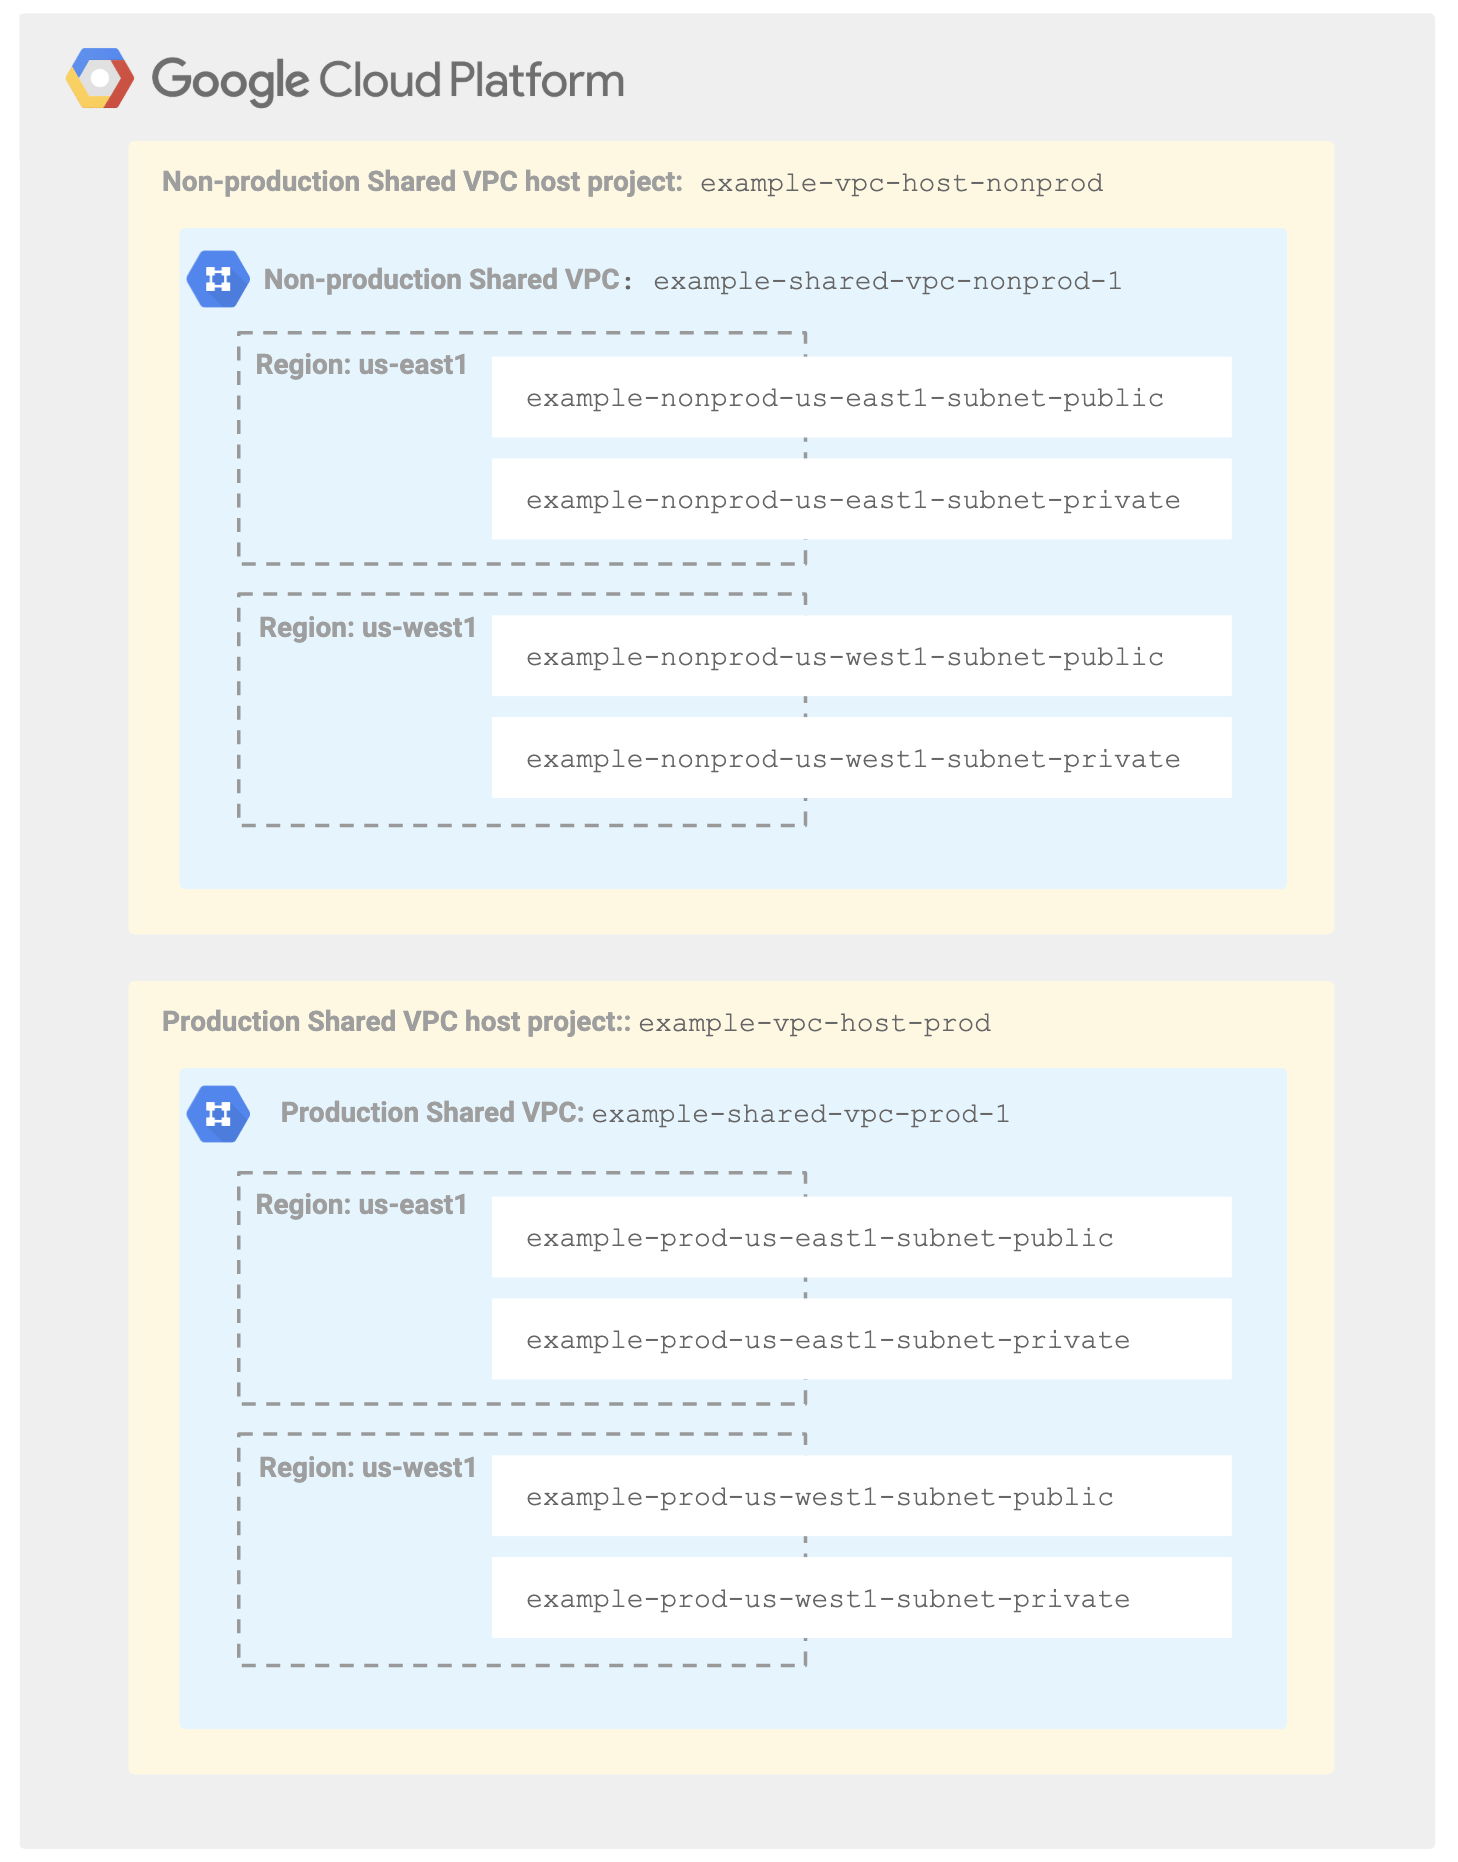 Google Cloud Platform
Non-production Shared VPC host project: example-vpc-host-nonprod
Non-production Shared VPC: example-shared-vpc-nonprod-1
Region: us-east1
example-nonprod-us-east1-subnet-public
example-nonprod-us-east1-subnet-private
Region: us-west1
example-nonprod-us-west1-subnet-public
example-nonprod-us-west1-subnet-private
Production Shared VPC host project:: example-vpc-host-prod
Production Shared VPC: example-shared-vpc-prod-1
Region: us-east1
example-prod-us-east1-subnet-public
example-prod-us-east1-subnet-private
Region: us-west1
example-prod-us-west1-subnet-public
example-prod-us-west1-subnet-private